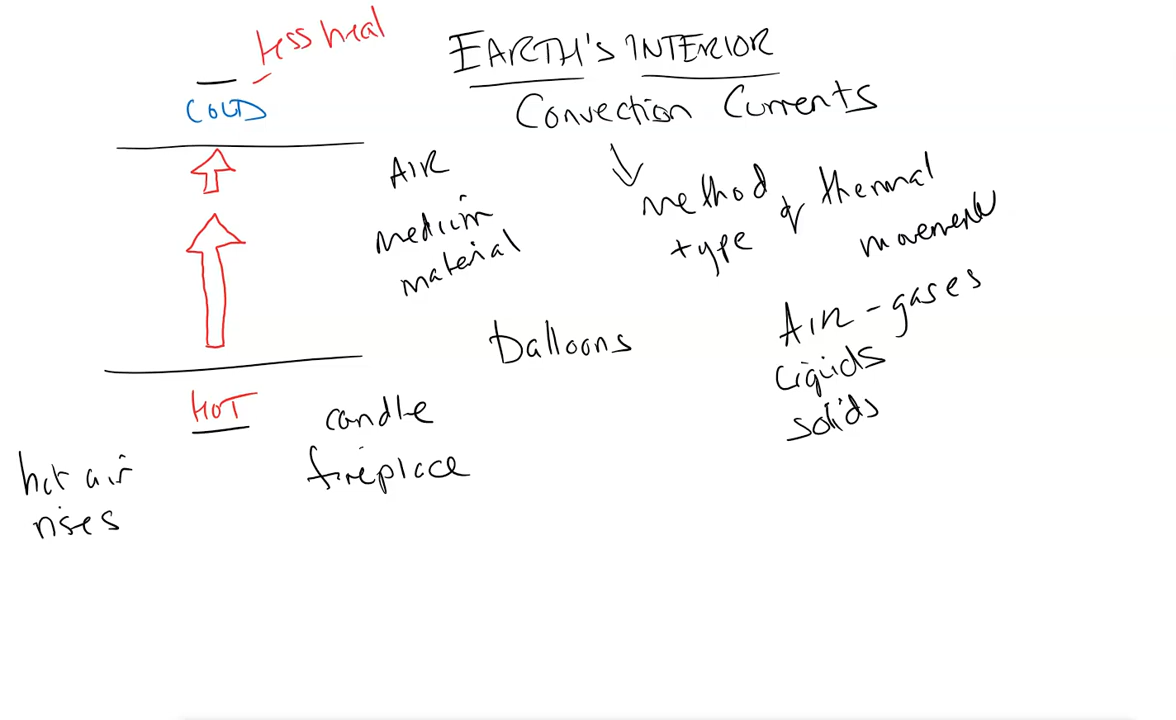 less heat
COLD
EARTH'S INTERIOR
Convection Currents
AIR
medium
material
method of thermal
type movement
balloons
AIR - gases
Liquids
solids
HOT
candle
fireplace
hot air
rises